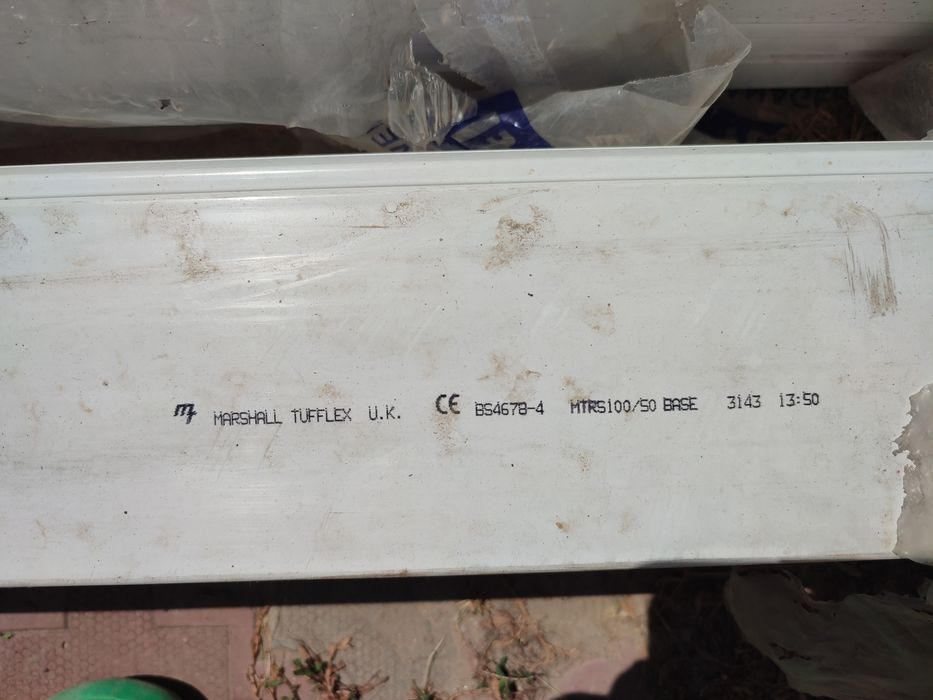 MARSHALL TUFFLEX U.K. CE BS4678-4 MTRS100/50 BASE 3143 13:50